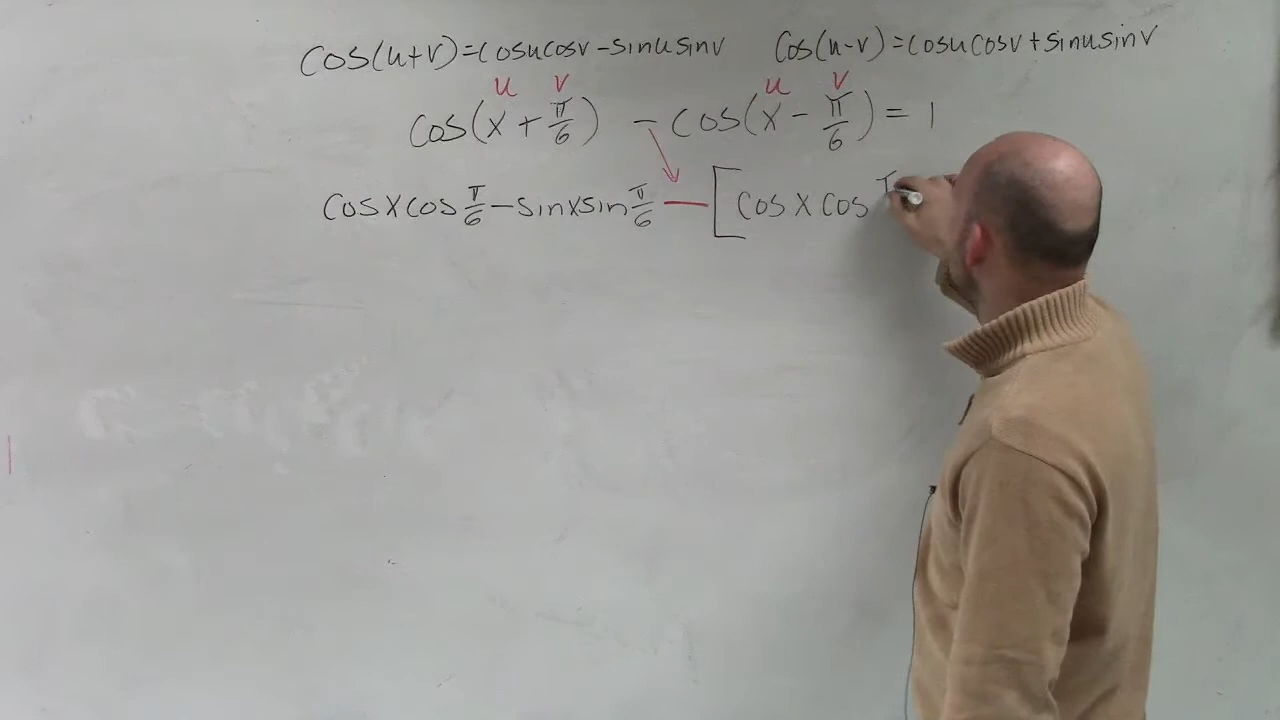 cos(u+v)=cosucosv-sinusinv cos(u-v)=cosucosv+sinusinv
u v u v
cos(x+π/6) - cos(x-π/6)=1
cosxcosπ/6-sinxsinπ/6 -[cosxcos π